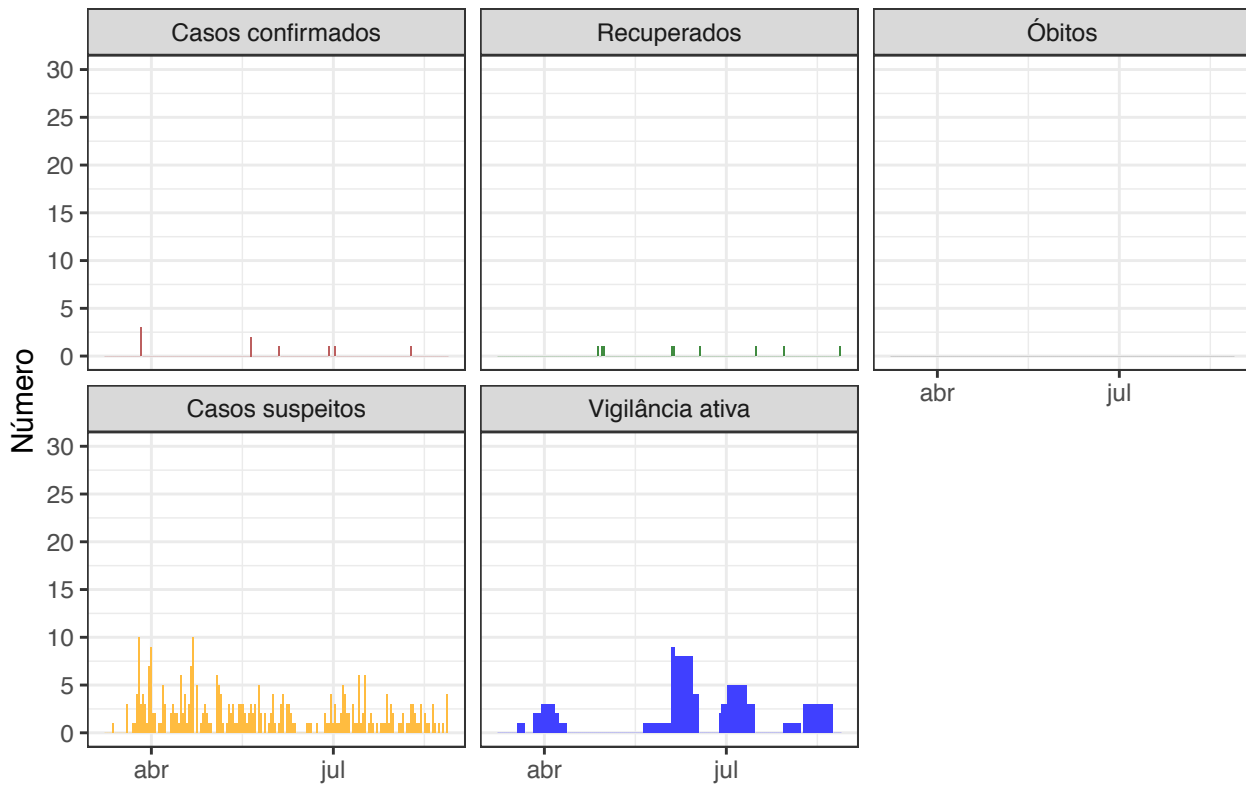 Casos confirmados
Recuperados
Óbitos
30
25
20
15
10
5
0
abr
jul
Número
Casos suspeitos
Vigilância ativa
30
25
20
15
10
5
0
abr
jul
abr
jul